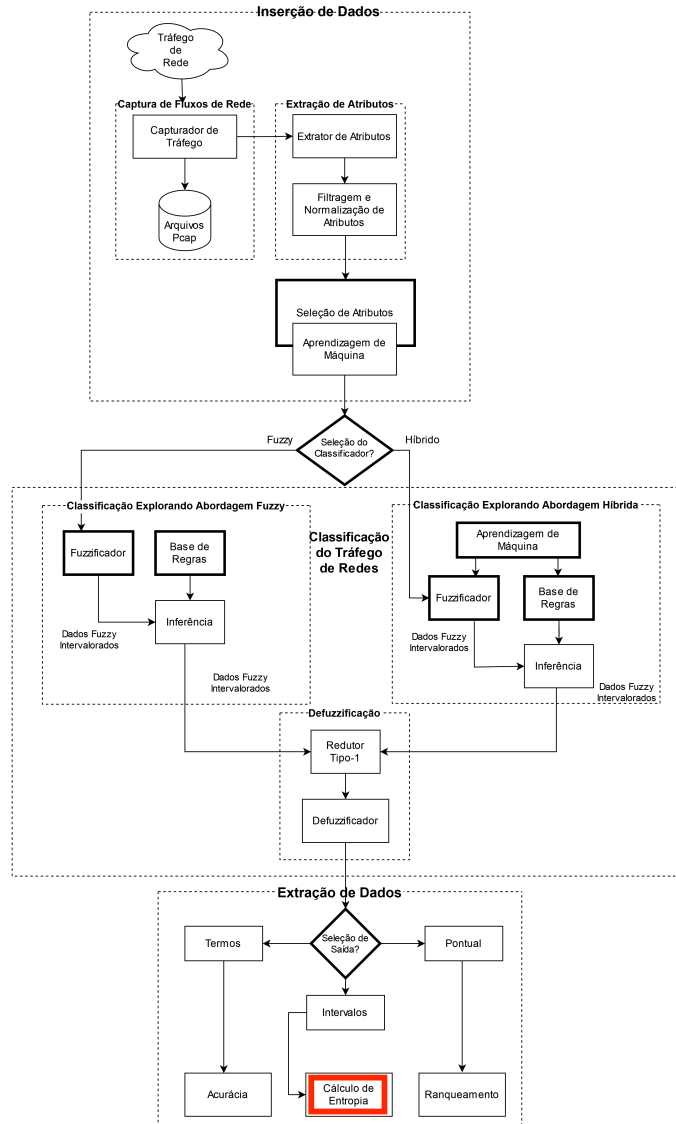 Inserção de Dados
Tráfego
de
Rede
Captura de Fluxos de Rede
Extração de Atributos
Capturador de
Tráfego
Extrator de Atributos
Arquivos
Pcap
Filtragem e
Normalização de
Atributos
Seleção de Atributos
Aprendizagem de
Máquina
Fuzzy
Seleção do
Classificador?
Híbrido
Classificação Explorando Abordagem Fuzzy
Fuzzificador
Base de
Regras
Inferência
Dados Fuzzy
Intervalorados
Dados Fuzzy
Intervalorados
Classificação
do Tráfego
de Redes
Classificação Explorando Abordagem Híbrida
Aprendizagem de
Máquina
Fuzzificador
Base de
Regras
Dados Fuzzy
Intervalorados
Inferência
Dados Fuzzy
Intervalorados
Defuzzificação
Redutor
Tipo-1
Defuzzificador
Extração de Dados
Termos
Seleção de
Saída?
Pontual
Intervalos
Acurácia
Cálculo de
Entropia
Ranqueamento